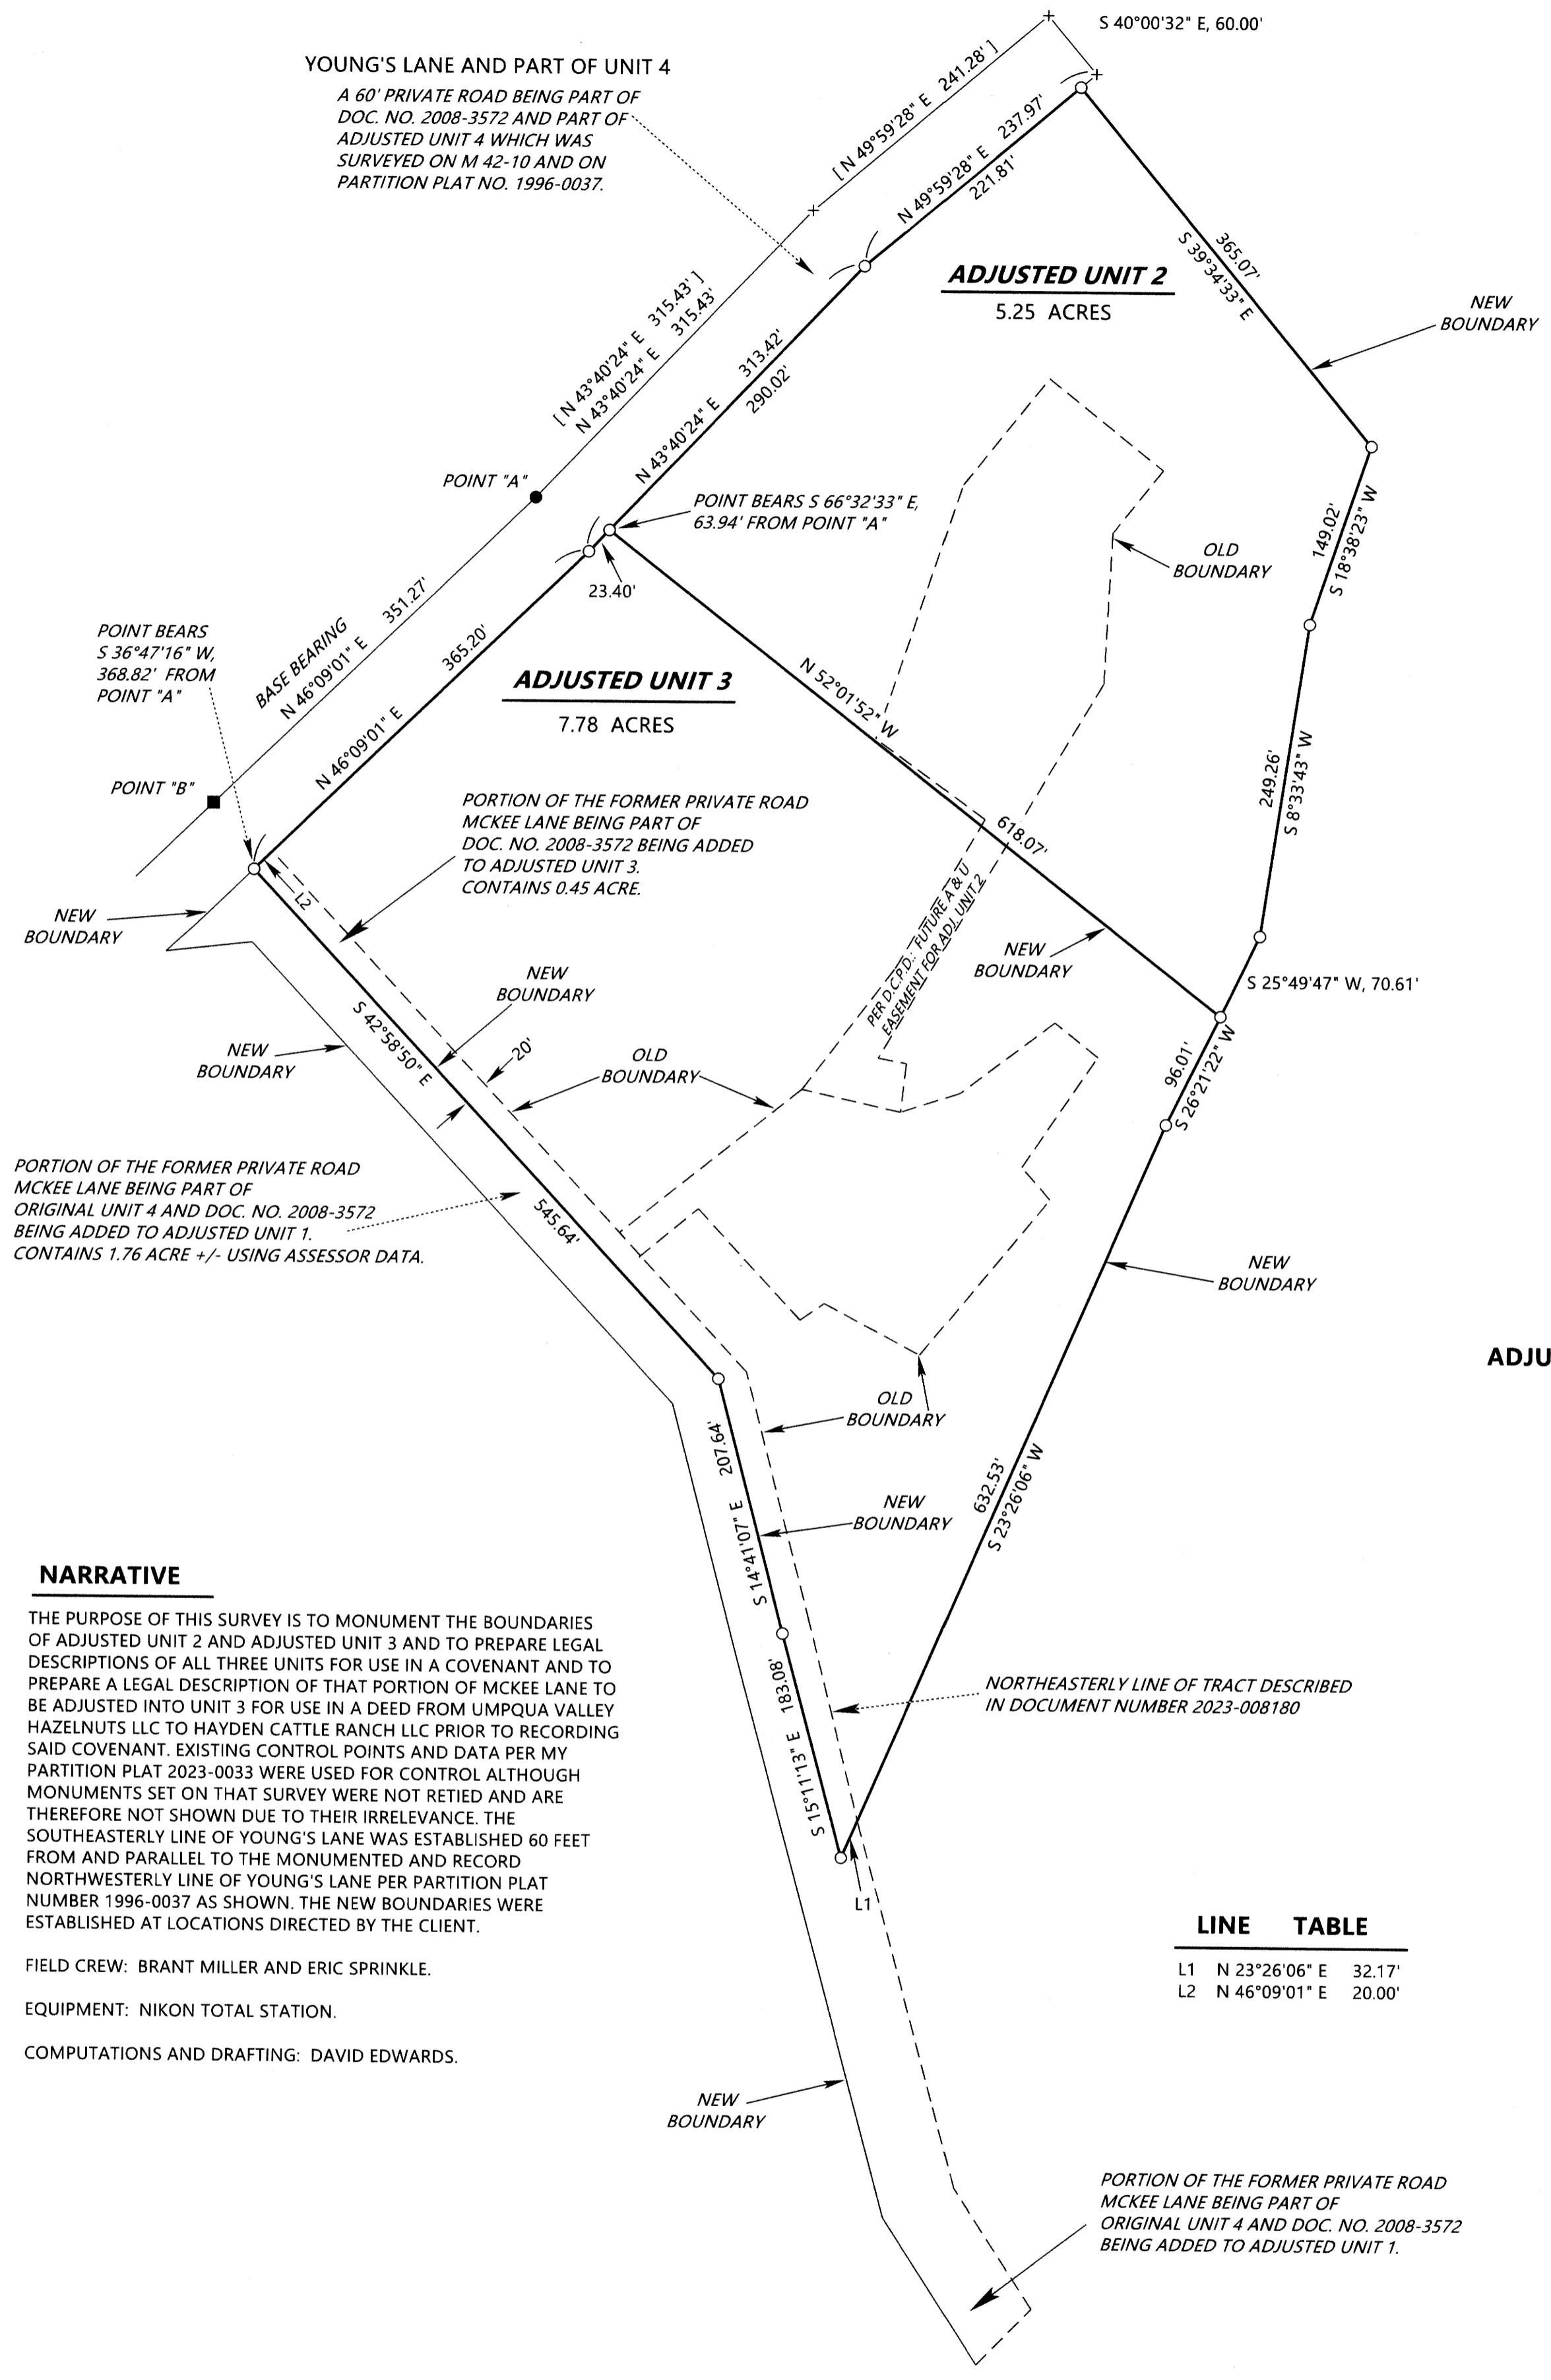 S 40°00'32" E, 60.00'
YOUNG'S LANE AND PART OF UNIT 4
A 60' PRIVATE ROAD BEING PART OF
DOC. NO. 2008-3572 AND PART OF
ADJUSTED UNIT 4 WHICH WAS
SURVEYED ON M 42-10 AND ON
PARTITION PLAT NO. 1996-0037.
[ N 49°59'28" E 241.28' ]
N 49°59'28" E 237.97'
221.81'
ADJUSTED UNIT 2
5.25 ACRES
365.07'
S 39°34'33" E
NEW
BOUNDARY
[ N 43°40'24" E 315.43' ]
N 43°40'24" E 315.43'
N 43°40'24" E 313.42'
290.02'
POINT "A"
POINT BEARS S 66°32'33" E,
63.94' FROM POINT "A"
OLD
BOUNDARY
149.02'
S 18°38'23" W
23.40'
BASE BEARING
N 46°09'01" E 351.27'
POINT BEARS
S 36°47'16" W,
368.82' FROM
POINT "A"
N 46°09'01" E 365.20'
ADJUSTED UNIT 3
7.78 ACRES
N 52°01'52" W
618.07'
249.26'
S 8°33'43" W
POINT "B"
PORTION OF THE FORMER PRIVATE ROAD
MCKEE LANE BEING PART OF
DOC. NO. 2008-3572 BEING ADDED
TO ADJUSTED UNIT 3.
CONTAINS 0.45 ACRE.
L2
NEW
BOUNDARY
PER D.C.P.D.: FUTURE A & U
EASEMENT FOR ADJ. UNIT 2
NEW
BOUNDARY
NEW
BOUNDARY
S 25°49'47" W, 70.61'
S 42°58'50" E
545.64'
NEW
BOUNDARY
20'
OLD
BOUNDARY
96.01'
S 26°21'22" W
PORTION OF THE FORMER PRIVATE ROAD
MCKEE LANE BEING PART OF
ORIGINAL UNIT 4 AND DOC. NO. 2008-3572
BEING ADDED TO ADJUSTED UNIT 1.
CONTAINS 1.76 ACRE +/- USING ASSESSOR DATA.
NEW
BOUNDARY
ADJU
OLD
BOUNDARY
S 14°41'07" E 207.64'
NEW
BOUNDARY
632.53'
S 23°26'06" W
NARRATIVE
THE PURPOSE OF THIS SURVEY IS TO MONUMENT THE BOUNDARIES
OF ADJUSTED UNIT 2 AND ADJUSTED UNIT 3 AND TO PREPARE LEGAL
DESCRIPTIONS OF ALL THREE UNITS FOR USE IN A COVENANT AND TO
PREPARE A LEGAL DESCRIPTION OF THAT PORTION OF MCKEE LANE TO
BE ADJUSTED INTO UNIT 3 FOR USE IN A DEED FROM UMPQUA VALLEY
HAZELNUTS LLC TO HAYDEN CATTLE RANCH LLC PRIOR TO RECORDING
SAID COVENANT. EXISTING CONTROL POINTS AND DATA PER MY
PARTITION PLAT 2023-0033 WERE USED FOR CONTROL ALTHOUGH
MONUMENTS SET ON THAT SURVEY WERE NOT RETIED AND ARE
THEREFORE NOT SHOWN DUE TO THEIR IRRELEVANCE. THE
SOUTHEASTERLY LINE OF YOUNG'S LANE WAS ESTABLISHED 60 FEET
FROM AND PARALLEL TO THE MONUMENTED AND RECORD
NORTHWESTERLY LINE OF YOUNG'S LANE PER PARTITION PLAT
NUMBER 1996-0037 AS SHOWN. THE NEW BOUNDARIES WERE
ESTABLISHED AT LOCATIONS DIRECTED BY THE CLIENT.
FIELD CREW: BRANT MILLER AND ERIC SPRINKLE.
EQUIPMENT: NIKON TOTAL STATION.
COMPUTATIONS AND DRAFTING: DAVID EDWARDS.
S 15°11'13" E 183.08'
NORTHEASTERLY LINE OF TRACT DESCRIBED
IN DOCUMENT NUMBER 2023-008180
L1
LINE TABLE
L1 N 23°26'06" E 32.17'
L2 N 46°09'01" E 20.00'
NEW
BOUNDARY
PORTION OF THE FORMER PRIVATE ROAD
MCKEE LANE BEING PART OF
ORIGINAL UNIT 4 AND DOC. NO. 2008-3572
BEING ADDED TO ADJUSTED UNIT 1.